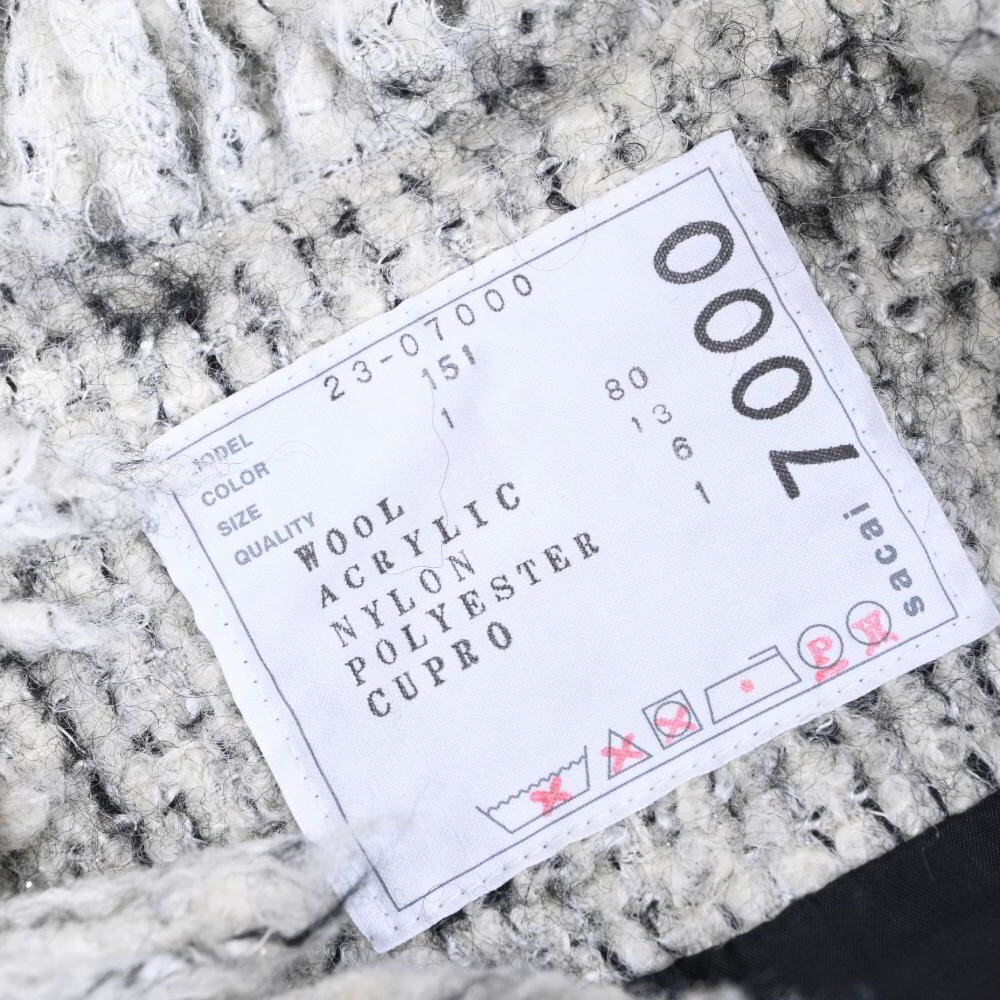 MODEL 23-07000
COLOR 151
SIZE 1
QUALITY
WOOL 80
ACRYLIC 13
NYLON 6
POLYESTER 1
CUPRO
7000
sacai
P W